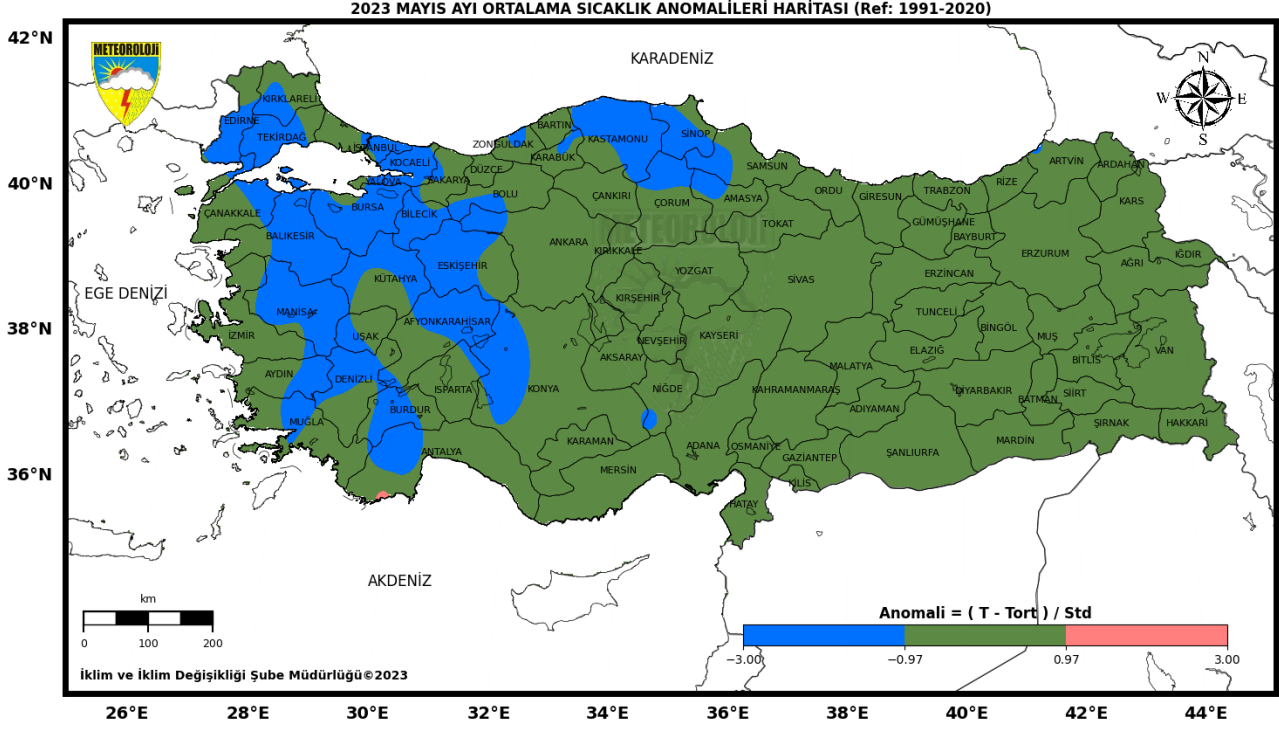 2023 MAYIS AYI ORTALAMA SICAKLIK ANOMALİLERİ HARİTASI (Ref: 1991-2020)
42°N
40°N
38°N
36°N
METEOROLOJİ
KARADENİZ
N
W
E
S
KIRKLARELİ
EDİRNE
TEKİRDAĞ
İSTANBUL
KOCAELİ
YALOVA
SAKARYA
DÜZCE
ZONGULDAK
BARTIN
KARABÜK
KASTAMONU
SİNOP
SAMSUN
ORDU
GİRESUN
TRABZON
RİZE
ARTVİN
ARDAHAN
KARS
ÇANAKKALE
BURSA
BİLECİK
BOLU
ÇANKIRI
ÇORUM
AMASYA
TOKAT
GÜMÜŞHANE
BAYBURT
BALIKESİR
ESKİŞEHİR
ANKARA
KIRIKKALE
METEOROLOJİ
YOZGAT
SİVAS
ERZİNCAN
ERZURUM
AĞRI
IĞDIR
EGE DENİZİ
KÜTAHYA
MANİSA
AFYONKARAHİSAR
UŞAK
İZMİR
KIRŞEHİR
NEVŞEHİR
KAYSERİ
AKSARAY
TUNCELİ
BİNGÖL
MUŞ
ELAZIĞ
BİTLİS
VAN
MALATYA
AYDIN
DENİZLİ
ISPARTA
BURDUR
KONYA
NİĞDE
KAHRAMANMARAŞ
ADIYAMAN
DİYARBAKIR
BATMAN
SİİRT
ŞIRNAK
HAKKARİ
MUĞLA
ANTALYA
KARAMAN
MERSİN
ADANA
OSMANİYE
GAZİANTEP
KİLİS
HATAY
ŞANLIURFA
MARDİN
AKDENİZ
km
0
100
200
İklim ve İklim Değişikliği Şube Müdürlüğü©2023
Anomali = ( T - Tort ) / Std
−3.00
−0.97
0.97
3.00
26°E
28°E
30°E
32°E
34°E
36°E
38°E
40°E
42°E
44°E